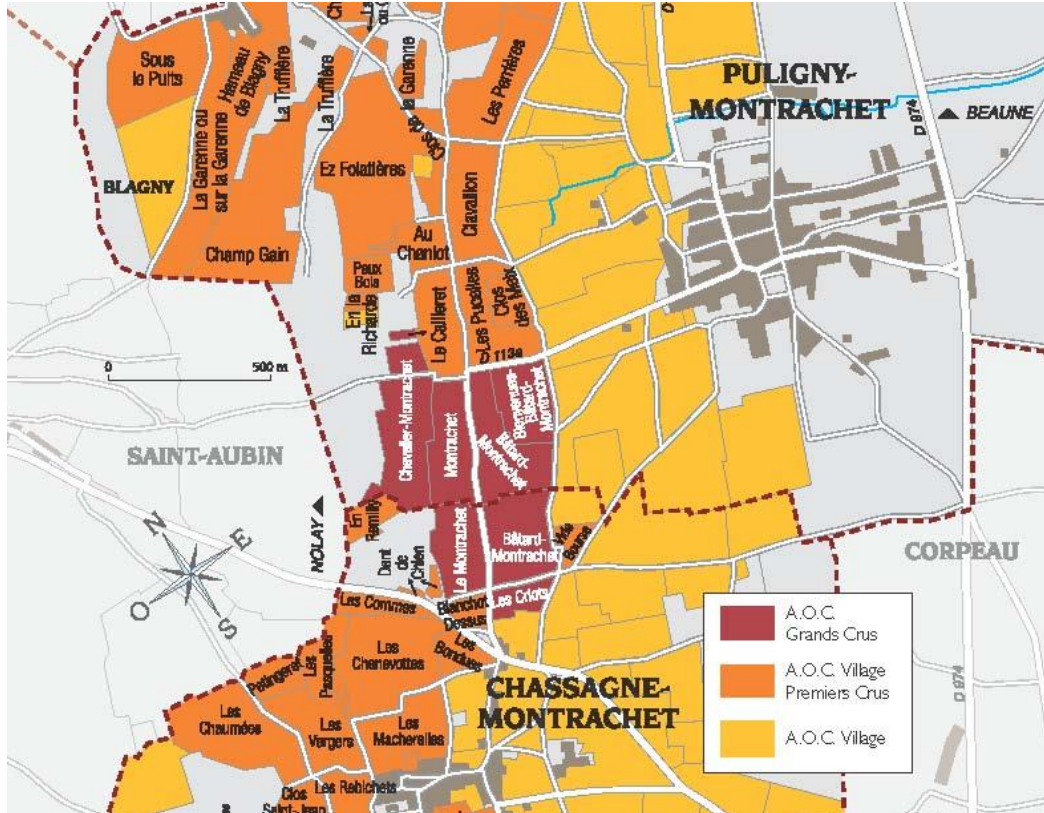 Sous
le Puits
Hameau
de Blagny
La Truffière
La Truffière
Clos de
la Garenne
Les Perrières
PULIGNY-
MONTRACHET
D 974
BEAUNE
BLAGNY
La Garenne ou
sur la Garenne
Ez Folatières
Champ Gain
Au
Chaniot
Clavaillon
Peux
Bois
En la
Richarde
Le Cailleret
Les Pucelles
Clos
des Meix
0
500 m
Chevalier-Montrachet
Montrachet
Bâtard-
Montrachet
Bienvenues-
Bâtard-
Montrachet
SAINT-AUBIN
NOLAY
En
Remilly
Dent
de
Chien
Le Montrachet
Bâtard-
Montrachet
Vide
Bourse
CORPEAU
N
E
O
S
Les Commes
Blanchot
Dessus
Les Criots
Les
Bondues
Les
Chenevottes
Les
Pasquelles
Petingeret
CHASSAGNE-
MONTRACHET
Les
Chaumées
Les
Vergers
Les
Macherelles
Les Rebichets
Clos
Saint-Jean
A.O.C.
Grands Crus
A.O.C. Village
Premiers Crus
A.O.C. Village
D 974